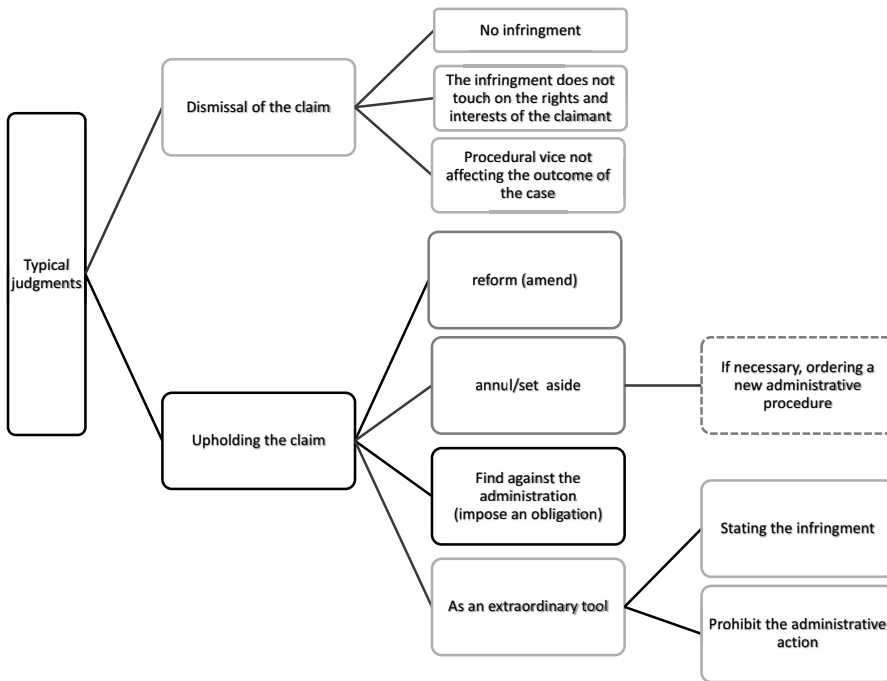 Typical
judgments
Dismissal of the claim
No infringment
The infringment does not
touch on the rights and
interests of the claimant
Procedural vice not
affecting the outcome of
the case
Upholding the claim
reform (amend)
annul/set aside
If necessary, ordering a
new administrative
procedure
Find against the
administration
(impose an obligation)
As an extraordinary tool
Stating the infringment
Prohibit the administrative
action